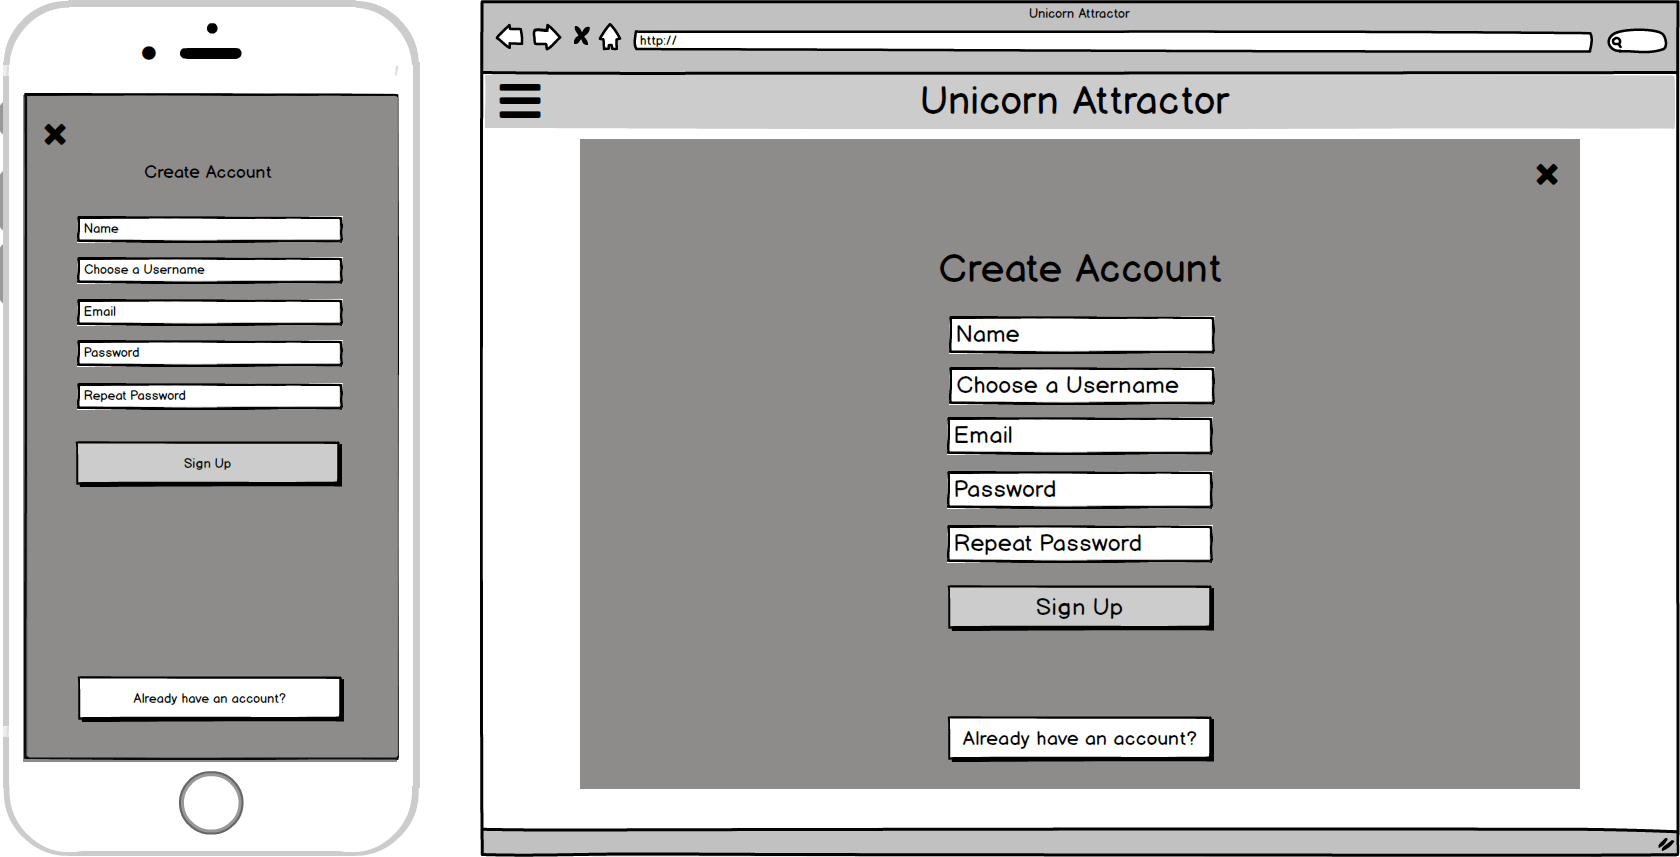 Create Account
Name
Choose a Username
Email
Password
Repeat Password
Sign Up
Already have an account?
Unicorn Attractor
http://
Unicorn Attractor
Create Account
Name
Choose a Username
Email
Password
Repeat Password
Sign Up
Already have an account?